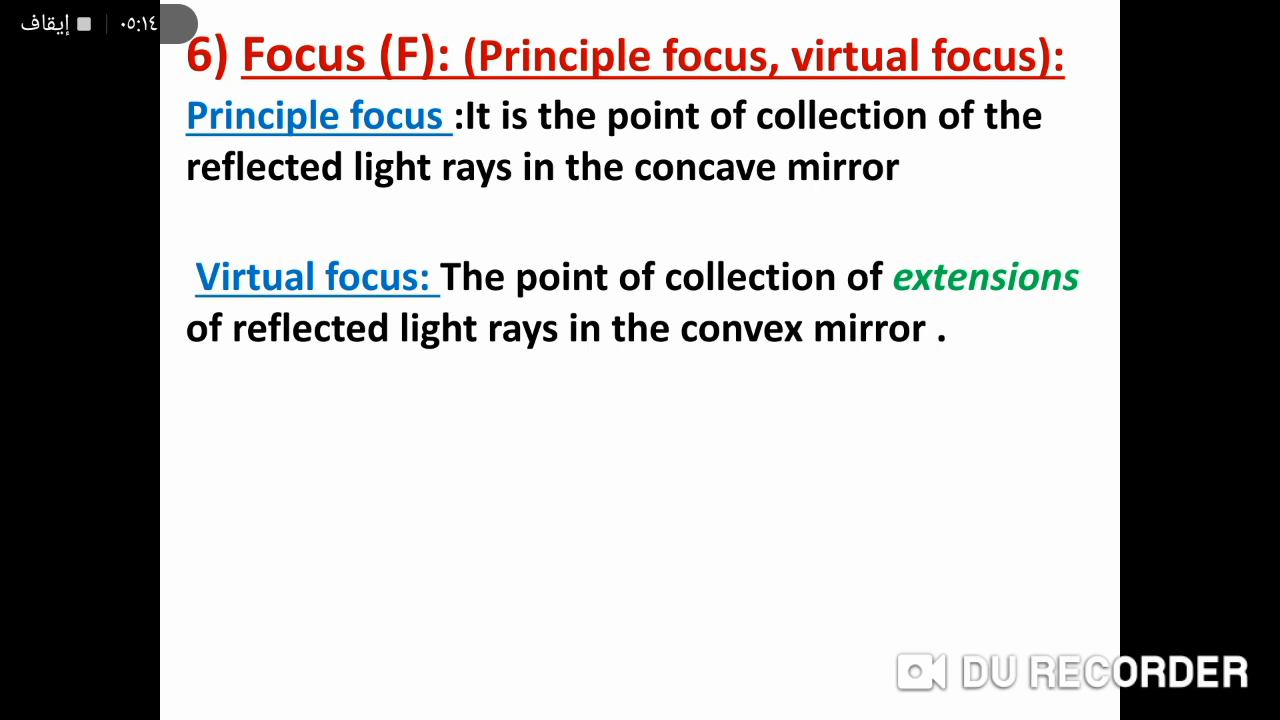 إيقاف ٠٥:١٤
6) Focus (F): (Principle focus, virtual focus):
Principle focus :It is the point of collection of the
reflected light rays in the concave mirror
Virtual focus: The point of collection of extensions
of reflected light rays in the convex mirror .
DU RECORDER